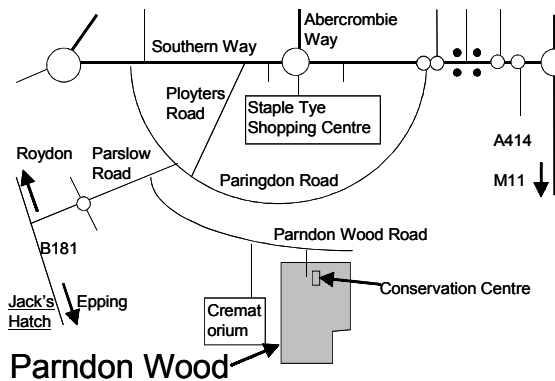 Abercrombie
Way
Southern Way
Ployters
Road
Staple Tye
Shopping Centre
A414
Roydon
Parslow
Road
Paringdon Road
M11
Parndon Wood Road
B181
Conservation Centre
Jack's
Hatch
Epping
Cremat
orium
Parndon Wood